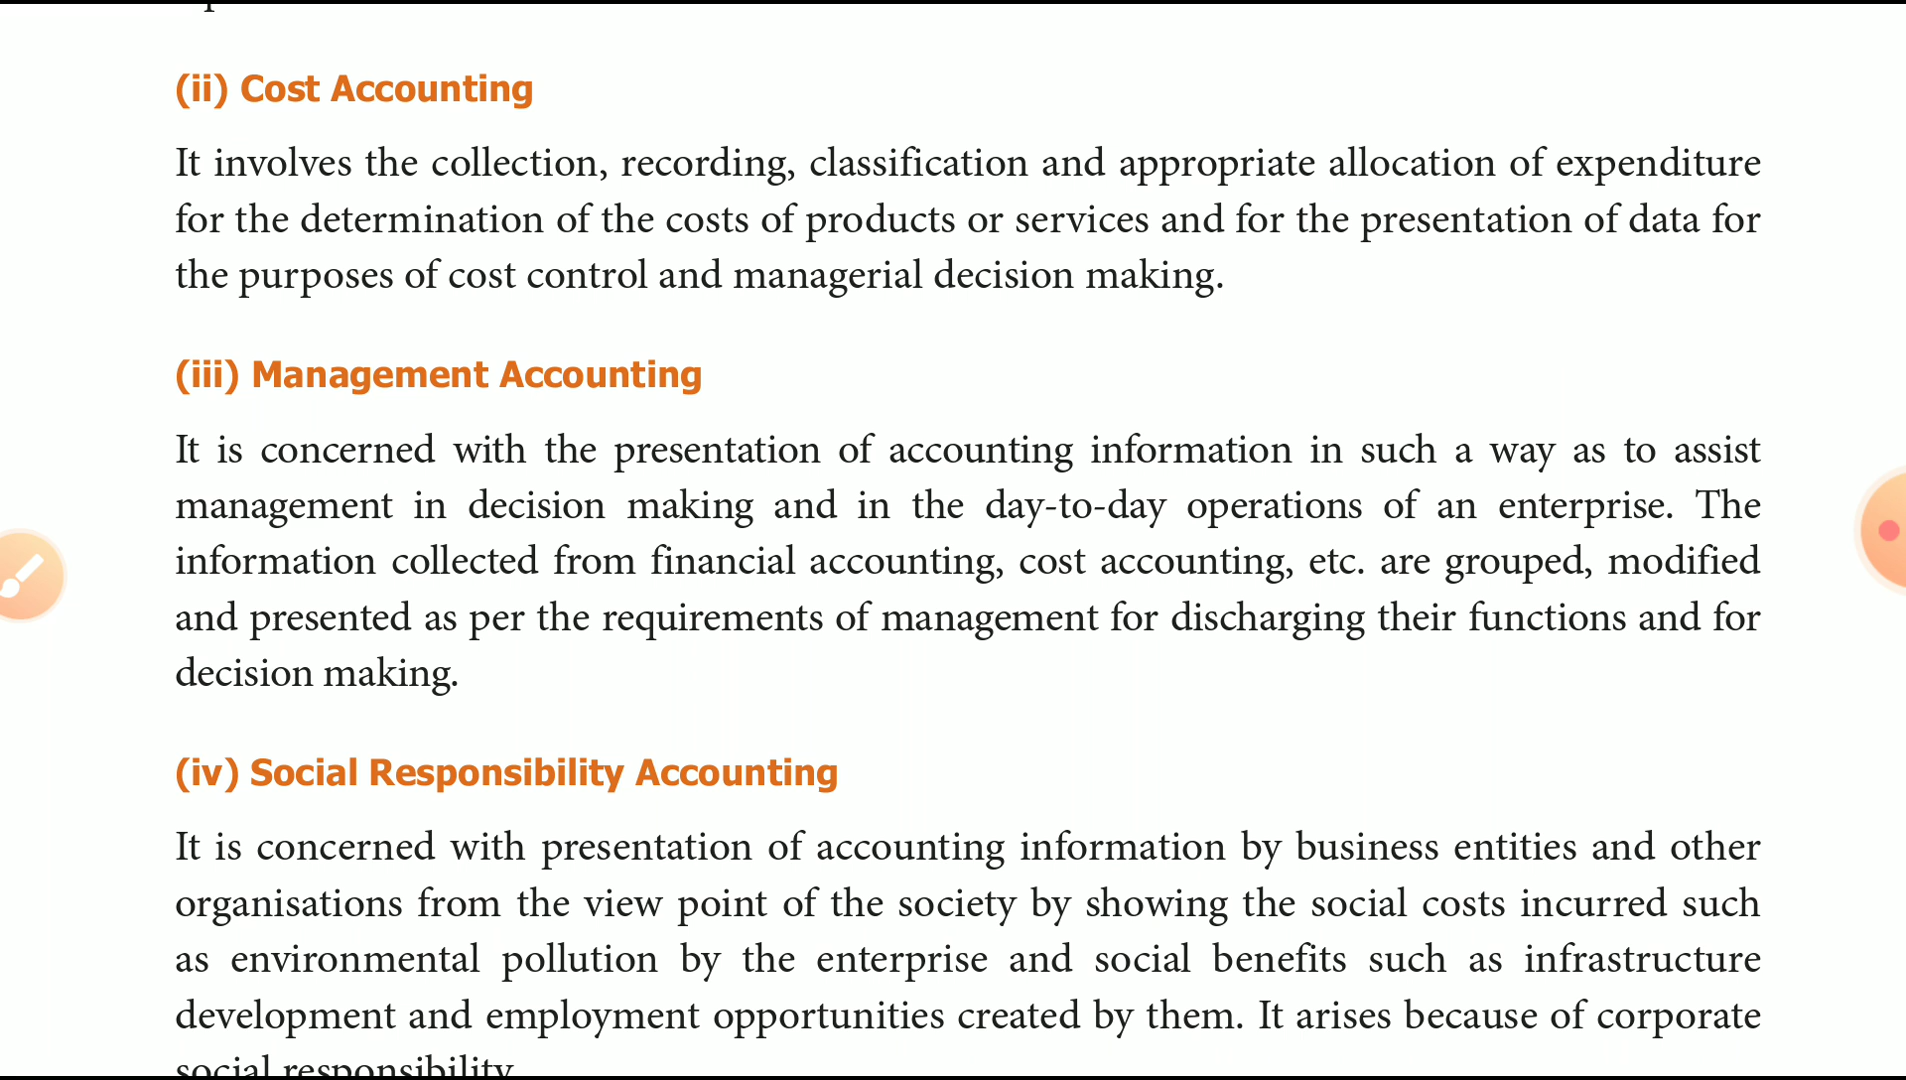 (ii) Cost Accounting
It involves the collection, recording, classification and appropriate allocation of expenditure
for the determination of the costs of products or services and for the presentation of data for
the purposes of cost control and managerial decision making.
(iii) Management Accounting
It is concerned with the presentation of accounting information in such a way as to assist
management in decision making and in the day-to-day operations of an enterprise. The
information collected from financial accounting, cost accounting, etc. are grouped, modified
and presented as per the requirements of management for discharging their functions and for
decision making.
(iv) Social Responsibility Accounting
It is concerned with presentation of accounting information by business entities and other
organisations from the view point of the society by showing the social costs incurred such
as environmental pollution by the enterprise and social benefits such as infrastructure
development and employment opportunities created by them. It arises because of corporate
social responsibility.